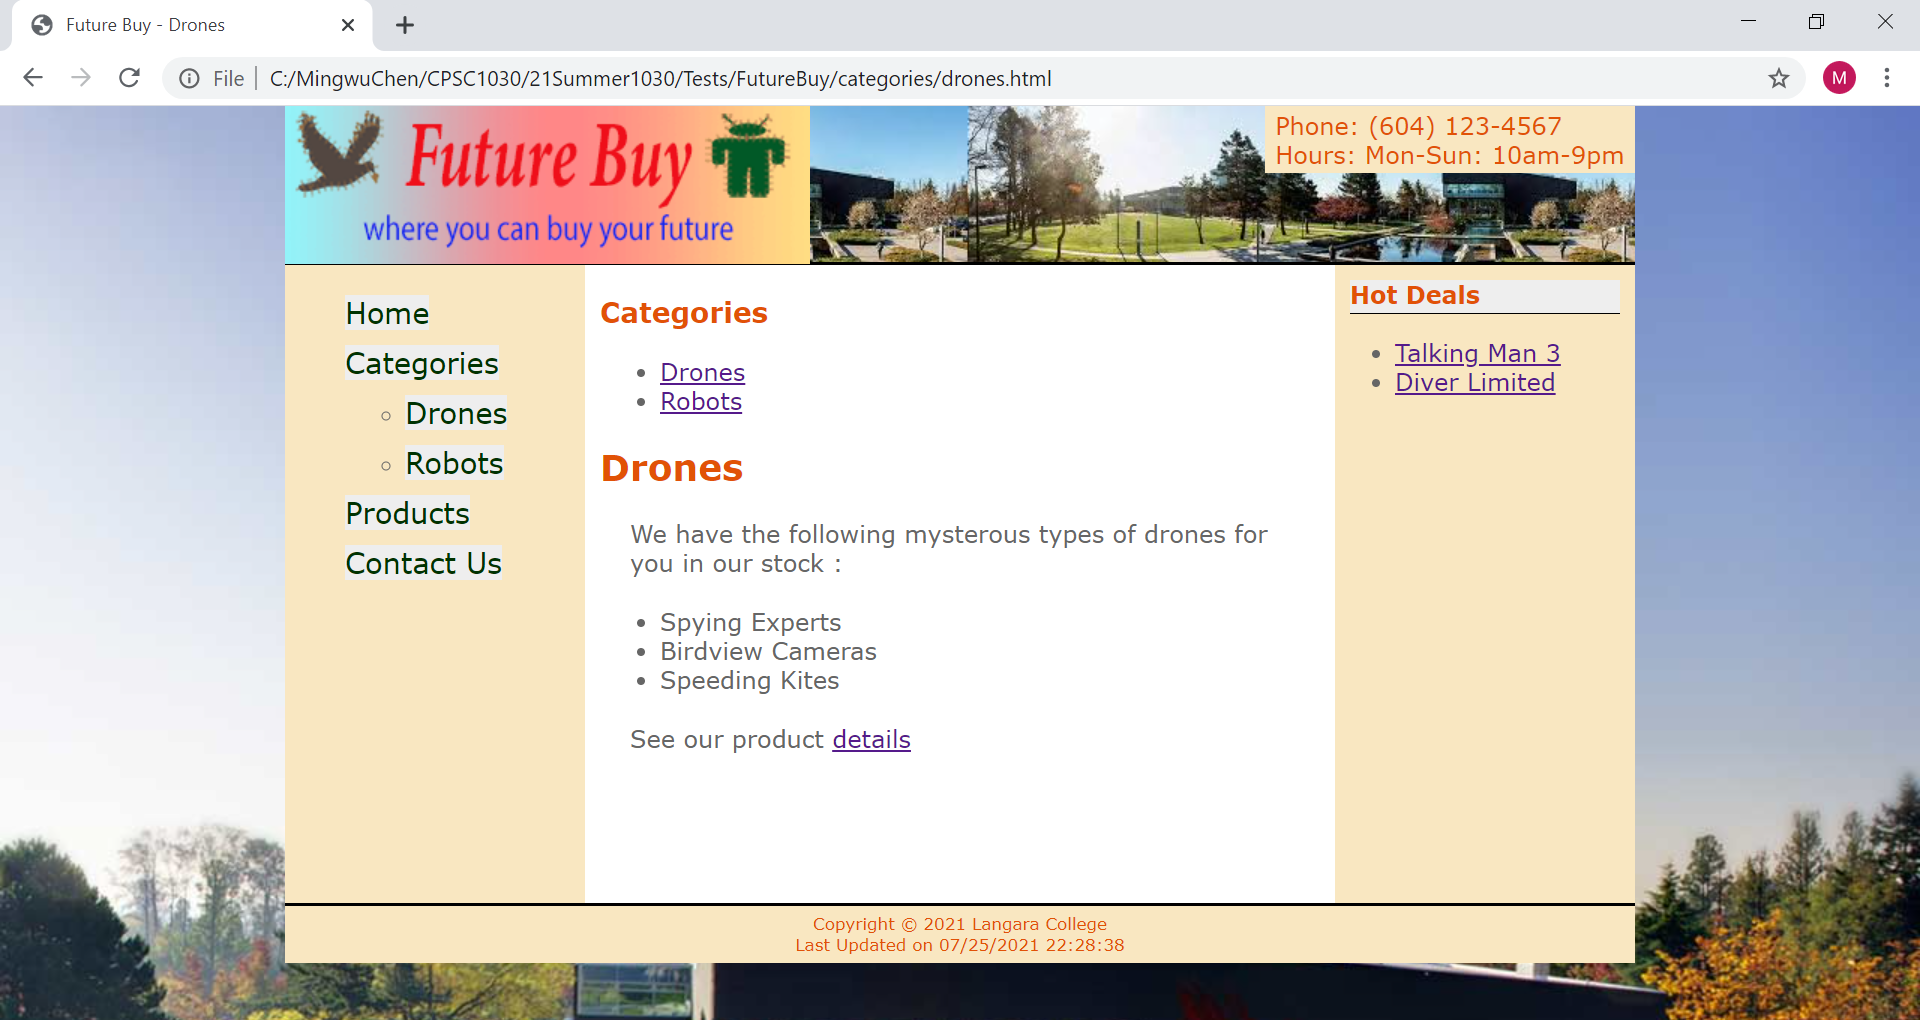 Future Buy - Drones
File
C:/MingwuChen/CPSC1030/21Summer1030/Tests/FutureBuy/categories/drones.html
M
Future Buy
where you can buy your future
Phone: (604) 123-4567
Hours: Mon-Sun: 10am-9pm
Home
Categories
Drones
Robots
Products
Contact Us
Categories
Drones
Robots
Drones
We have the following mysterous types of drones for
you in our stock :
Spying Experts
Birdview Cameras
Speeding Kites
See our product details
Hot Deals
Talking Man 3
Diver Limited
Copyright © 2021 Langara College
Last Updated on 07/25/2021 22:28:38